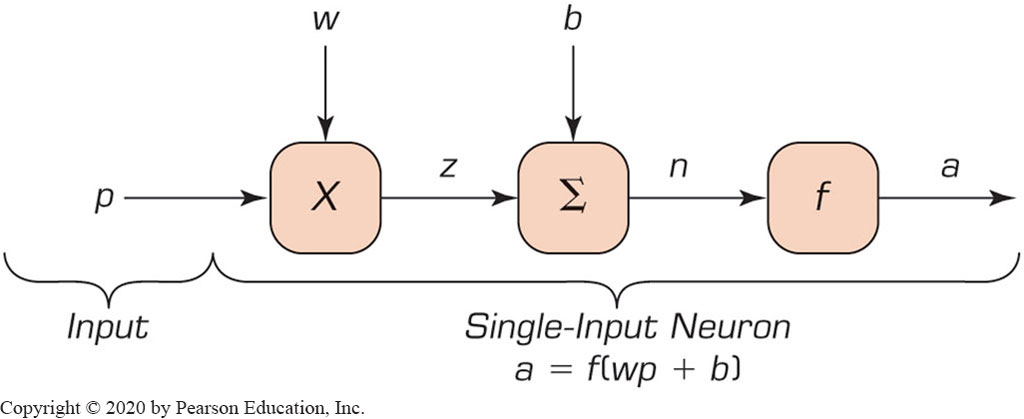 w b
z n a
p X Σ f
Input Single-Input Neuron
a = f(wp + b)
Copyright © 2020 by Pearson Education, Inc.